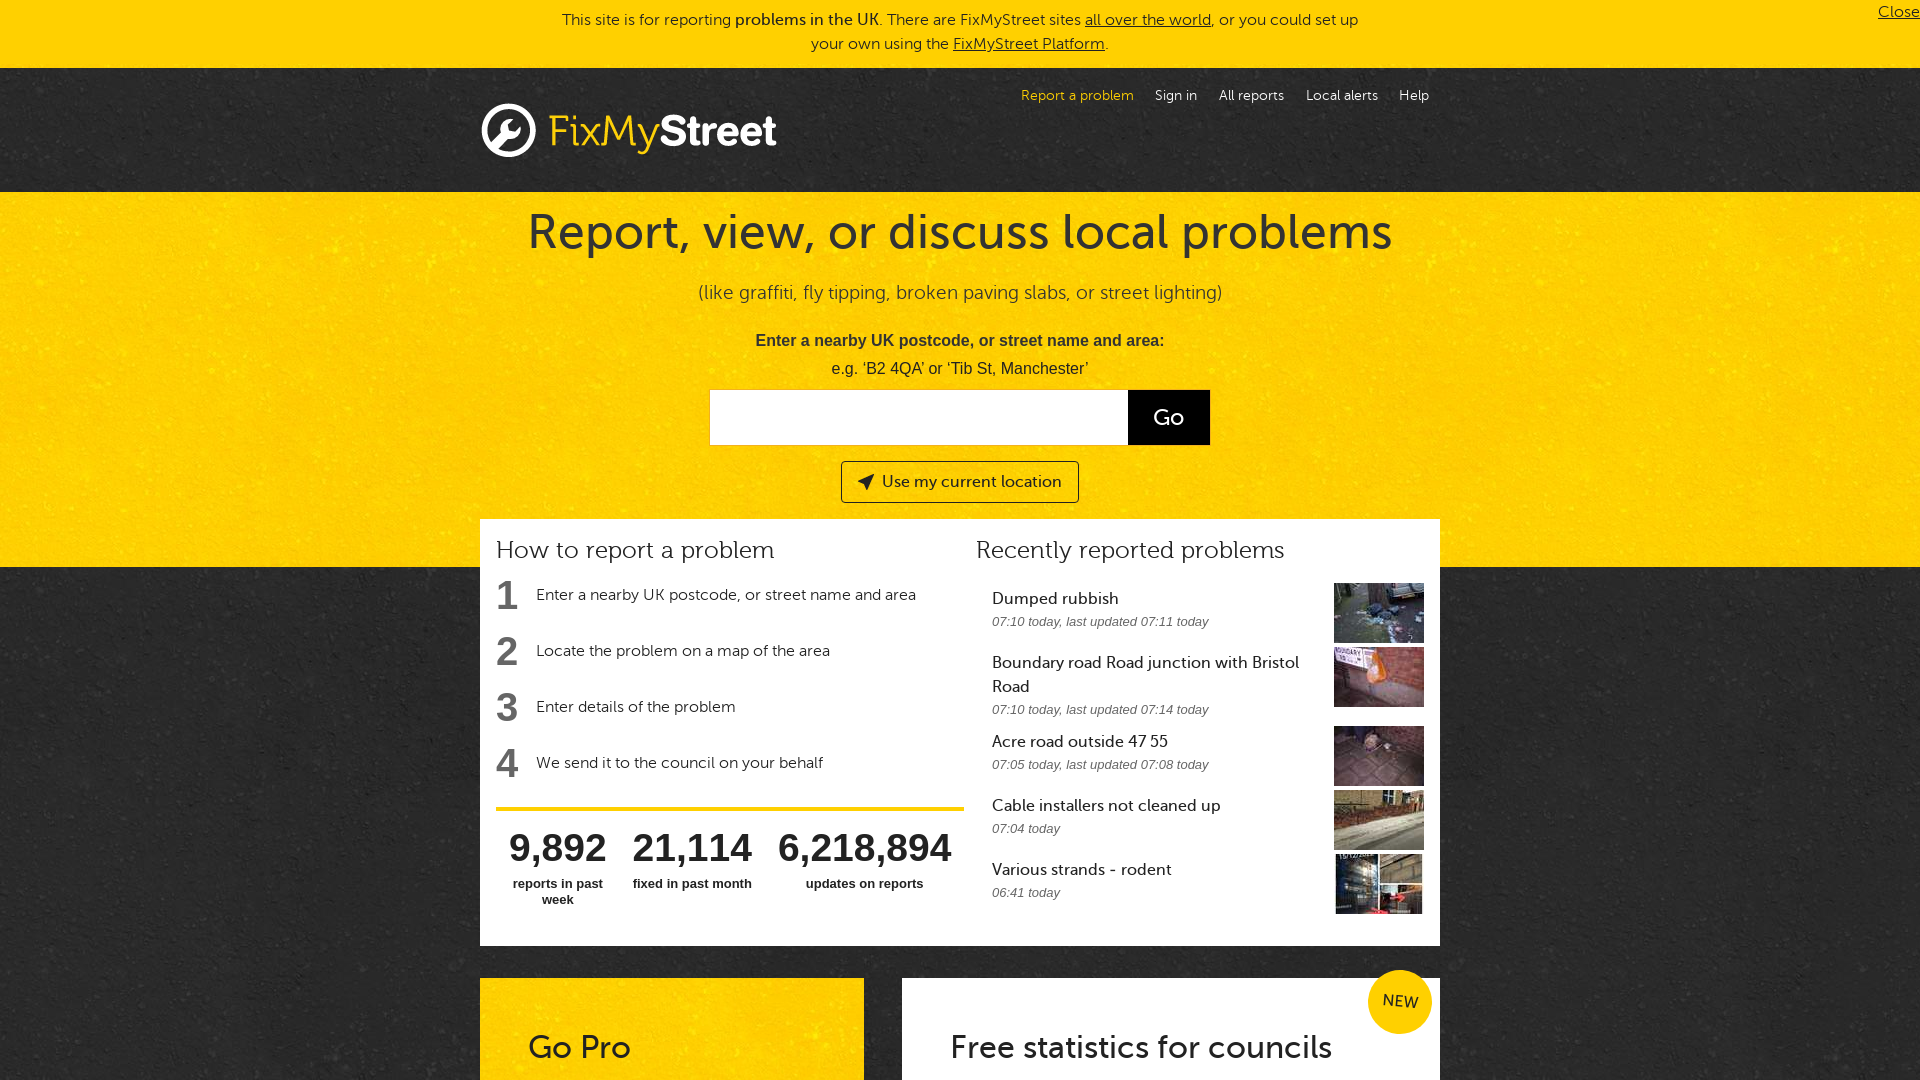 This site is for reporting problems in the UK. There are FixMyStreet sites all over the world, or you could set up
your own using the FixMyStreet Platform.
Close
FixMyStreet
Report a problem
Sign in
All reports
Local alerts
Help
Report, view, or discuss local problems
(like graffiti, fly tipping, broken paving slabs, or street lighting)
Enter a nearby UK postcode, or street name and area:
e.g. ‘B2 4QA’ or ‘Tib St, Manchester’
Go
Use my current location
How to report a problem
1 Enter a nearby UK postcode, or street name and area
2 Locate the problem on a map of the area
3 Enter details of the problem
4 We send it to the council on your behalf
9,892 21,114 6,218,894
reports in past fixed in past month updates on reports
week
Recently reported problems
Dumped rubbish
07:10 today, last updated 07:11 today
Boundary road Road junction with Bristol
Road
07:10 today, last updated 07:14 today
Acre road outside 47 55
07:05 today, last updated 07:08 today
Cable installers not cleaned up
07:04 today
Various strands - rodent
06:41 today
Go Pro
NEW
Free statistics for councils